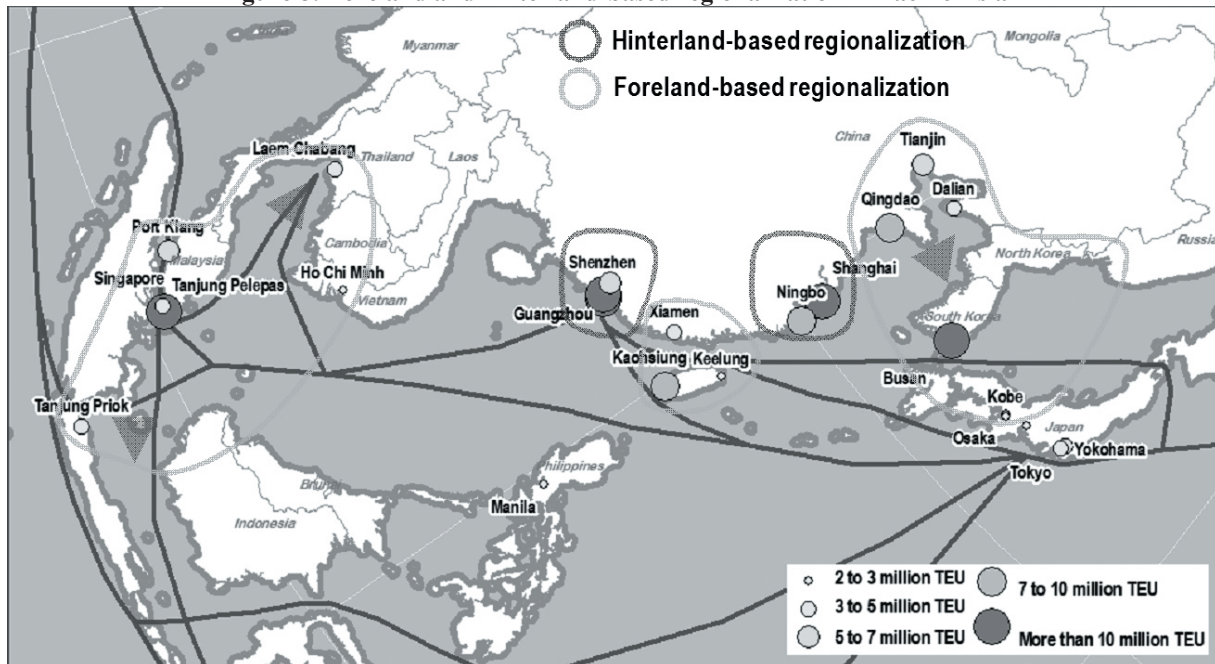 Hinterland-based regionalization
Foreland-based regionalization
Myanmar
Mongolia
China
Tianjin
Laem Chabang
Thailand
Laos
Dalian
Qingdao
Port Klang
Malaysia
Cambodia
North Korea
Russia
Singapore
Tanjung Pelepas
Ho Chi Minh
Vietnam
Shenzhen
Shanghai
Guangzhou
Xiamen
Ningbo
South Korea
Kaohsiung
Keelung
Busan
Kobe
Tanjung Priok
Osaka
Japan
Yokohama
Tokyo
Philippines
Brunei
Manila
Indonesia
2 to 3 million TEU
3 to 5 million TEU
5 to 7 million TEU
7 to 10 million TEU
More than 10 million TEU